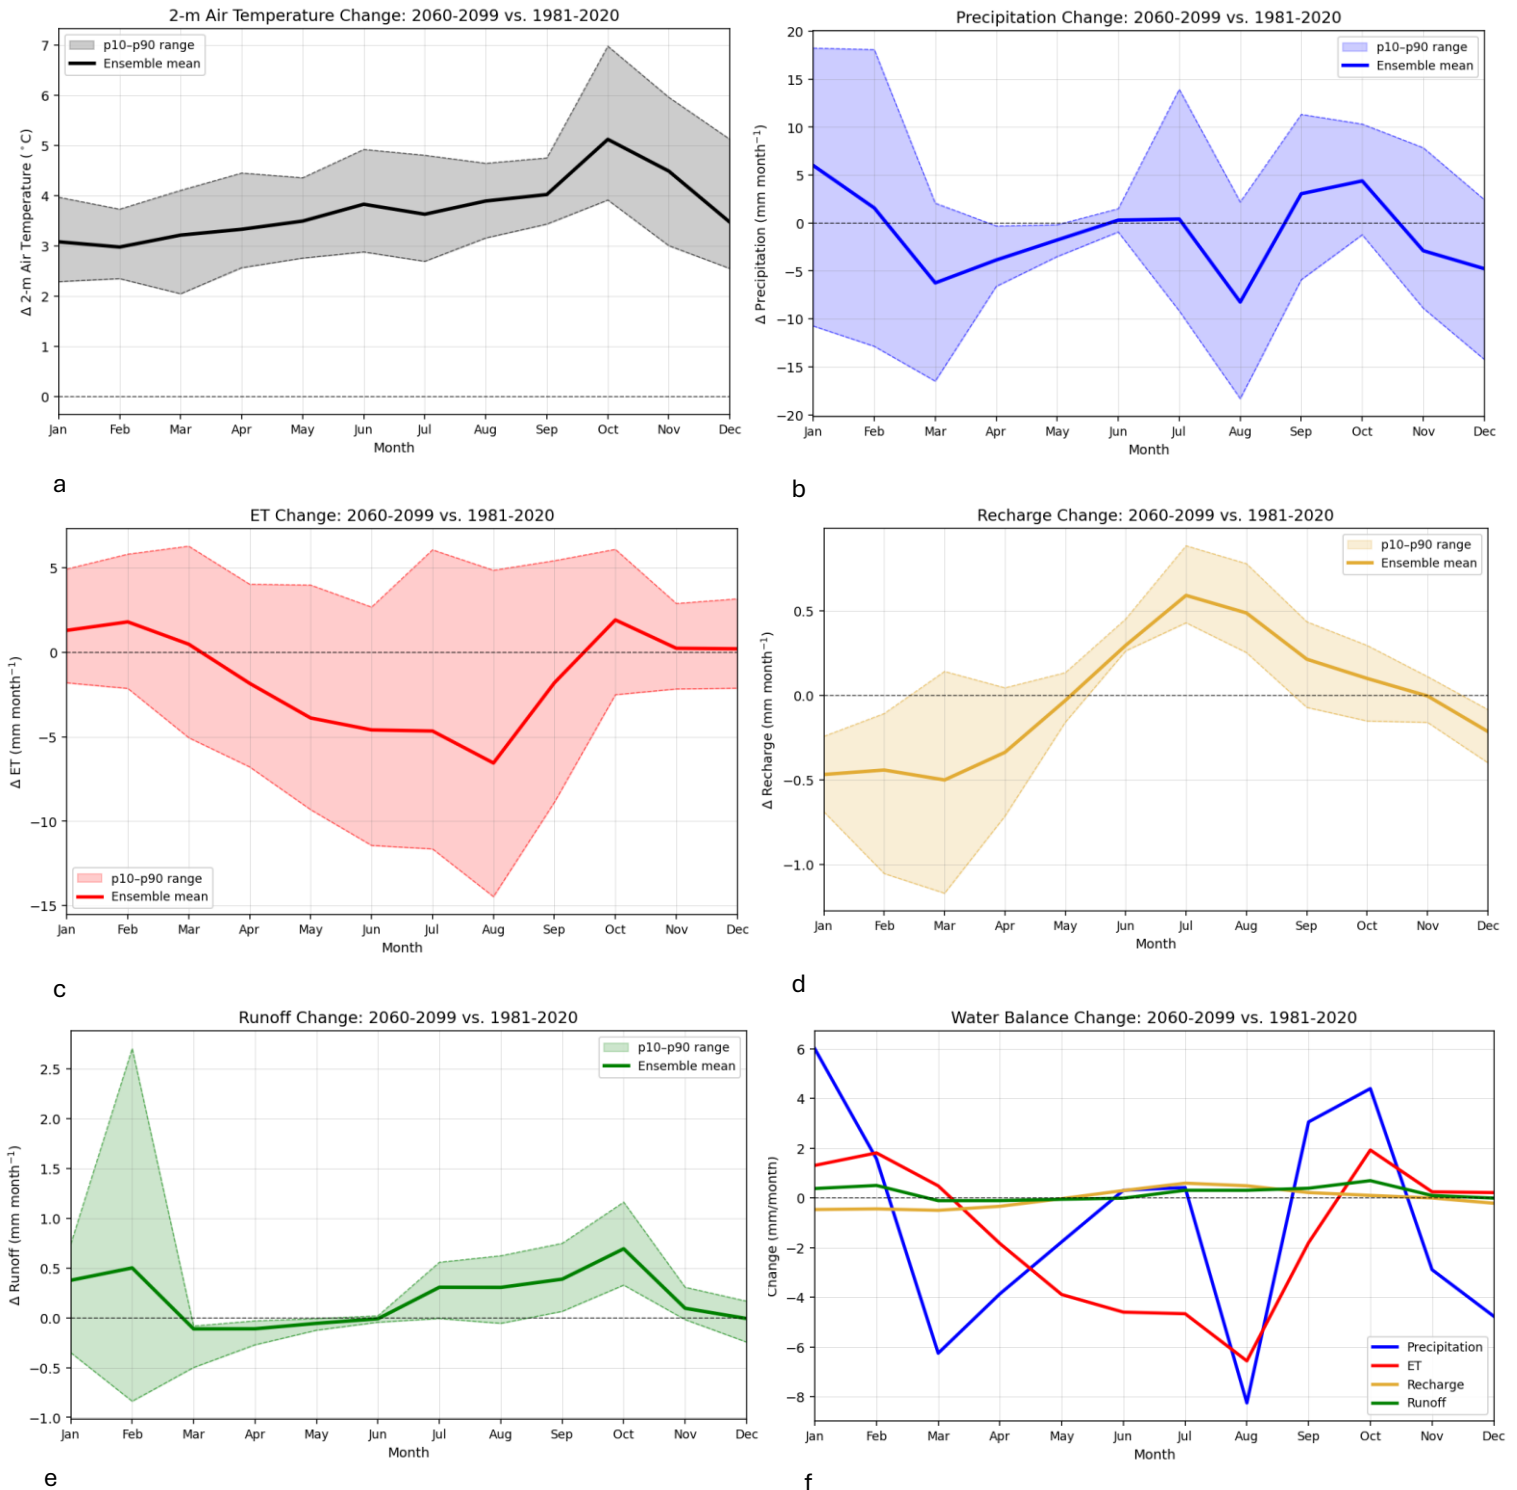 2-m Air Temperature Change: 2060-2099 vs. 1981-2020
p10–p90 range
Ensemble mean
Δ 2-m Air Temperature (°C)
7
6
5
4
3
2
1
0
Jan Feb Mar Apr May Jun Jul Aug Sep Oct Nov Dec
Month
a
Precipitation Change: 2060-2099 vs. 1981-2020
p10–p90 range
Ensemble mean
Δ Precipitation (mm month⁻¹)
20
15
10
5
0
−5
−10
−15
−20
Jan Feb Mar Apr May Jun Jul Aug Sep Oct Nov Dec
Month
b
ET Change: 2060-2099 vs. 1981-2020
Δ ET (mm month⁻¹)
5
0
−5
−10
−15
p10–p90 range
Ensemble mean
Jan Feb Mar Apr May Jun Jul Aug Sep Oct Nov Dec
Month
c
Recharge Change: 2060-2099 vs. 1981-2020
p10–p90 range
Ensemble mean
Δ Recharge (mm month⁻¹)
0.5
0.0
−0.5
−1.0
Jan Feb Mar Apr May Jun Jul Aug Sep Oct Nov Dec
Month
d
Runoff Change: 2060-2099 vs. 1981-2020
p10–p90 range
Ensemble mean
Δ Runoff (mm month⁻¹)
2.5
2.0
1.5
1.0
0.5
0.0
−0.5
−1.0
Jan Feb Mar Apr May Jun Jul Aug Sep Oct Nov Dec
Month
e
Water Balance Change: 2060-2099 vs. 1981-2020
Change (mm/month)
6
4
2
0
−2
−4
−6
−8
Precipitation
ET
Recharge
Runoff
Jan Feb Mar Apr May Jun Jul Aug Sep Oct Nov Dec
Month
f